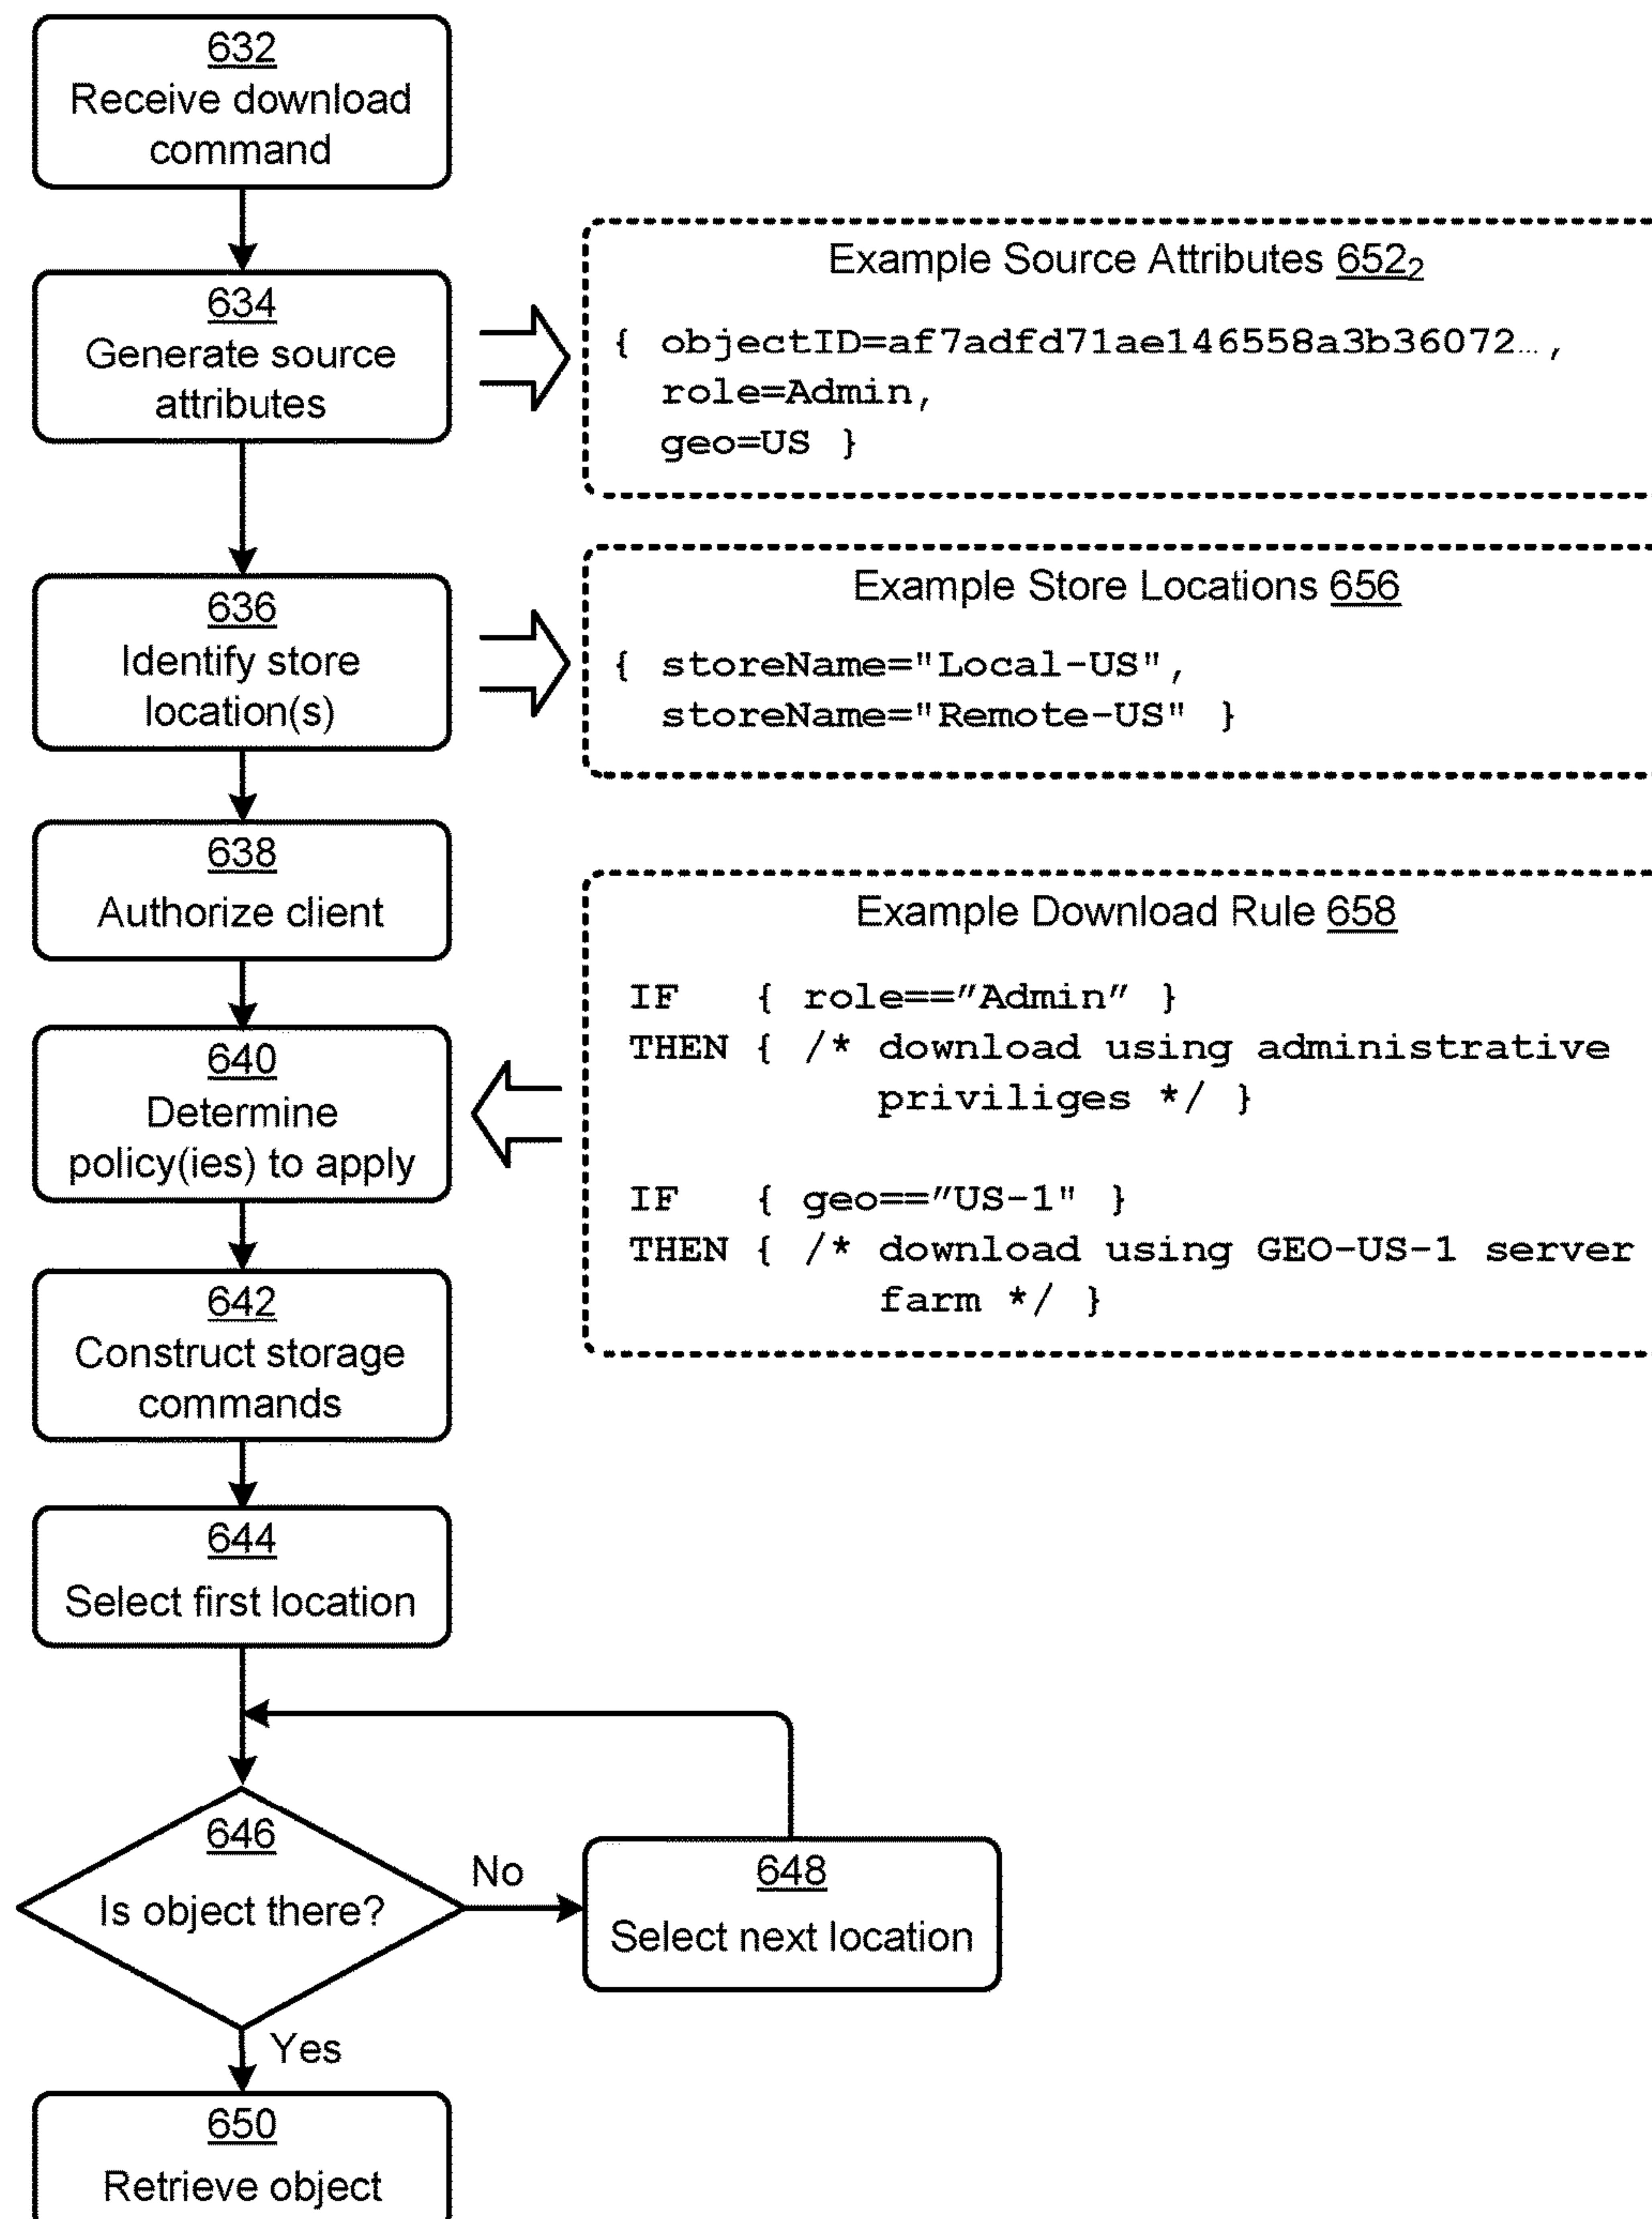 632
Receive download
command
634
Generate source
attributes
Example Source Attributes 652₂
{ objectID=af7adfd71ae146558a3b36072… ,
role=Admin,
geo=US }
636
Identify store
location(s)
Example Store Locations 656
{ storeName="Local-US",
storeName="Remote-US" }
638
Authorize client
640
Determine
policy(ies) to apply
Example Download Rule 658
IF { role==”Admin” }
THEN { /* download using administrative
priviliges */ }
IF { geo==”US-1" }
THEN { /* download using GEO-US-1 server
farm */ }
642
Construct storage
commands
644
Select first location
646
Is object there?
No
648
Select next location
Yes
650
Retrieve object